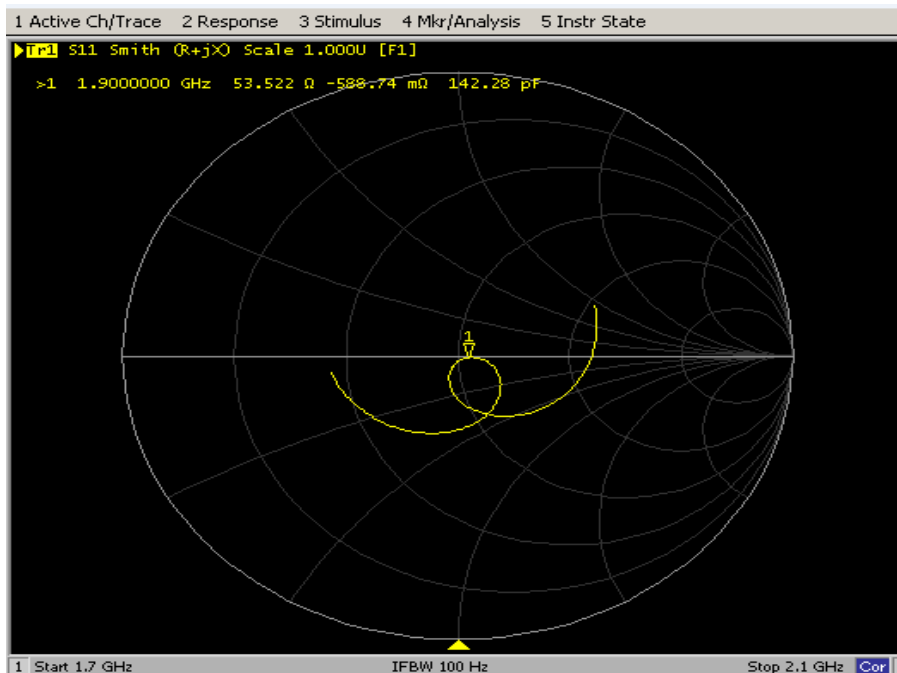 1 Active Ch/Trace 2 Response 3 Stimulus 4 Mkr/Analysis 5 Instr State
Tr1 S11 Smith (R+jX) Scale 1.000U [F1]
>1 1.9000000 GHz 53.522 Ω -588.74 mΩ 142.28 pF
1
1 Start 1.7 GHz IFBW 100 Hz Stop 2.1 GHz Cor